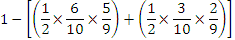 1 − [(1/2 × 6/10 × 5/9) + (1/2 × 3/10 × 2/9)]